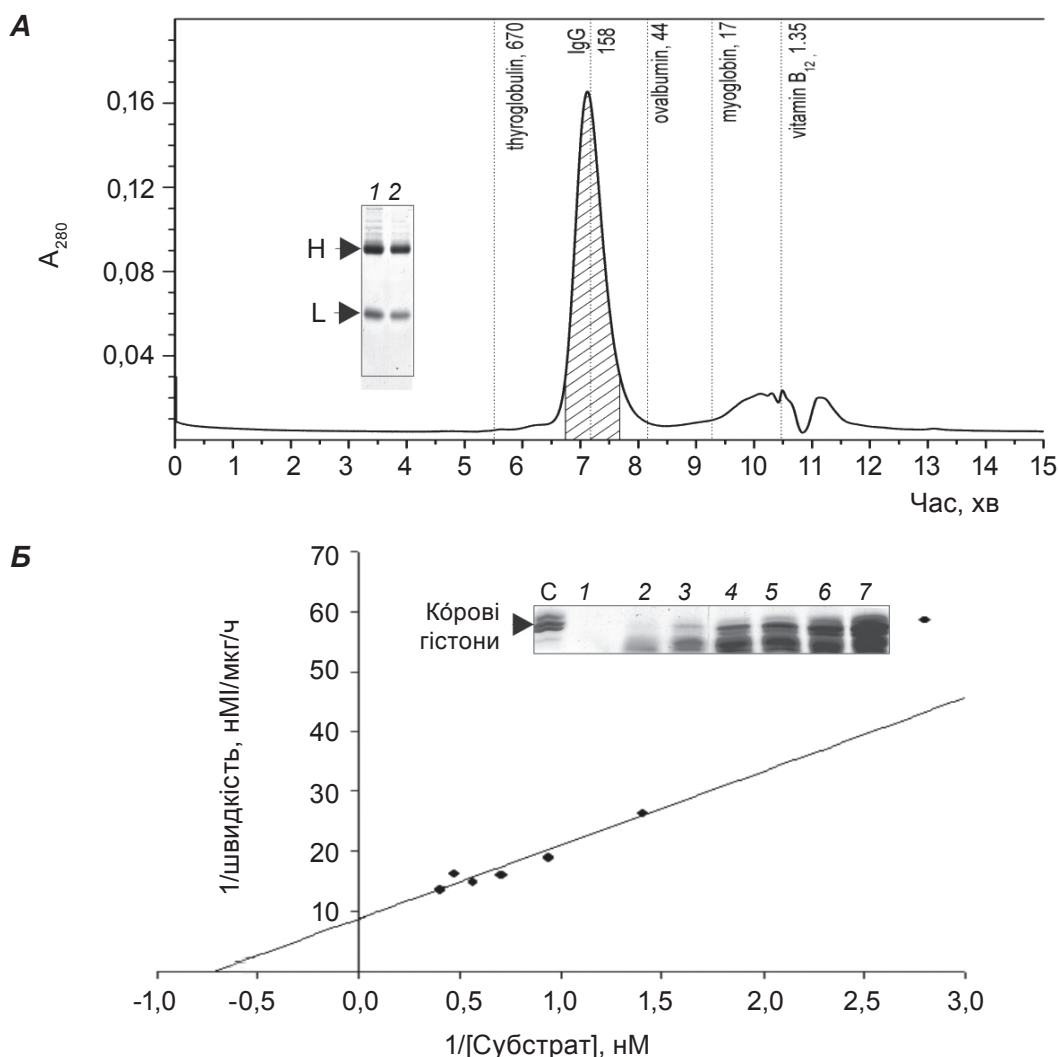 А
thyroglobulin, 670
IgG
158
ovalbumin, 44
myoglobin, 17
vitamin B12, 1.35
0,16
0,12
0,08
0,04
A280
1 2
H
L
0 1 2 3 4 5 6 7 8 9 10 11 12 13 14 15
Час, хв
Б
70
60
50
40
30
20
10
1/швидкість, нМІ/мкг/ч
Ко́рові
гістони
C 1 2 3 4 5 6 7
-1,0 -0,5 0,0 0,5 1,0 1,5 2,0 2,5 3,0
1/[Субстрат], нМ